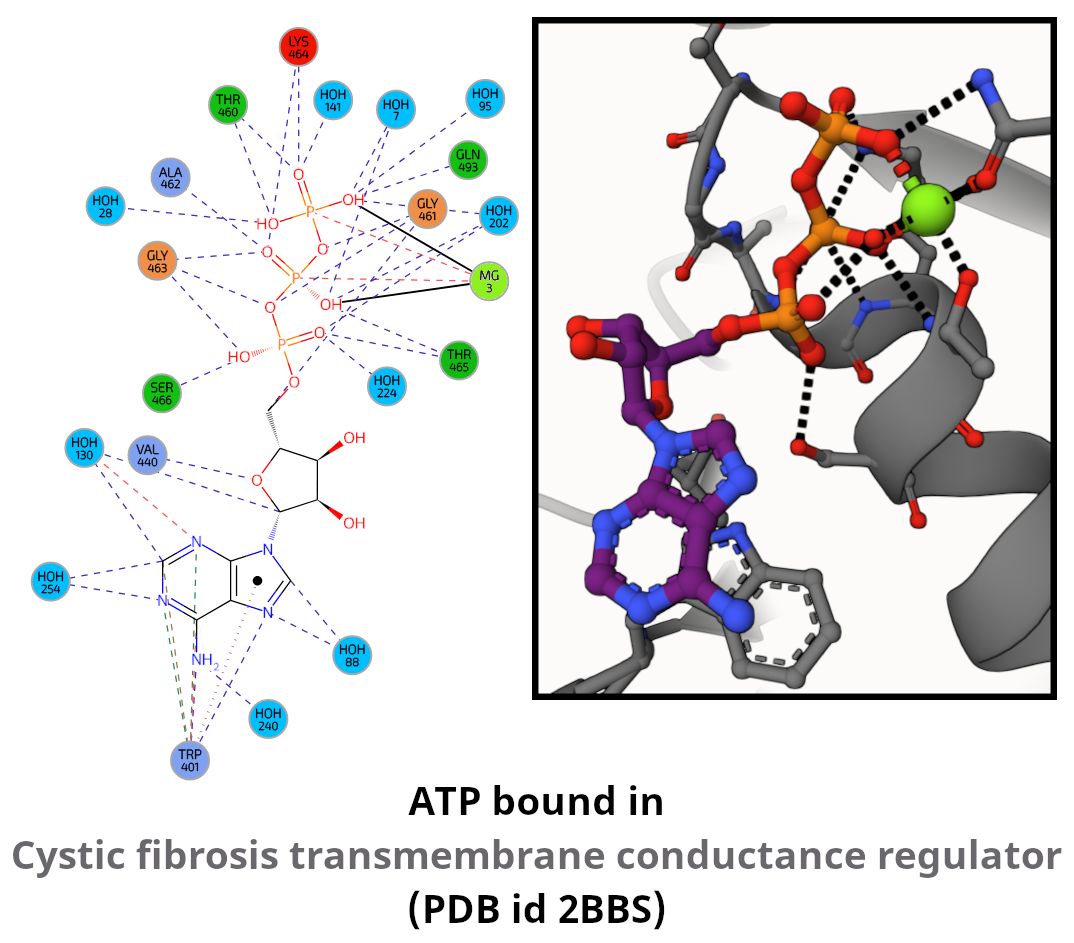 LYS
464
THR
460
HOH
141
HOH
7
HOH
95
GLN
493
ALA
462
HOH
28
GLY
461
HOH
202
GLY
463
MG
3
THR
465
SER
466
HOH
224
HOH
130
VAL
440
HOH
254
HOH
88
HOH
240
TRP
401
O
HO
P
OH
O
O
P
OH
O
HO
P
O
O
OH
O
OH
N
N
N
N
NH2
ATP bound in
Cystic fibrosis transmembrane conductance regulator
(PDB id 2BBS)